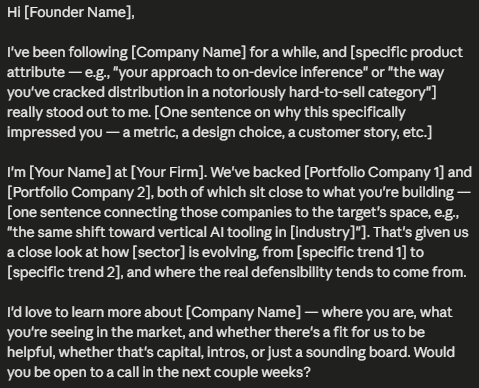 Hi [Founder Name],
I've been following [Company Name] for a while, and [specific product
attribute — e.g., "your approach to on-device inference" or "the way
you've cracked distribution in a notoriously hard-to-sell category"]
really stood out to me. [One sentence on why this specifically
impressed you — a metric, a design choice, a customer story, etc.]
I'm [Your Name] at [Your Firm]. We've backed [Portfolio Company 1] and
[Portfolio Company 2], both of which sit close to what you're building —
[one sentence connecting those companies to the target's space, e.g.,
"the same shift toward vertical AI tooling in [industry]"]. That's given us
a close look at how [sector] is evolving, from [specific trend 1] to
[specific trend 2], and where the real defensibility tends to come from.
I'd love to learn more about [Company Name] — where you are, what
you're seeing in the market, and whether there's a fit for us to be
helpful, whether that's capital, intros, or just a sounding board. Would
you be open to a call in the next couple weeks?